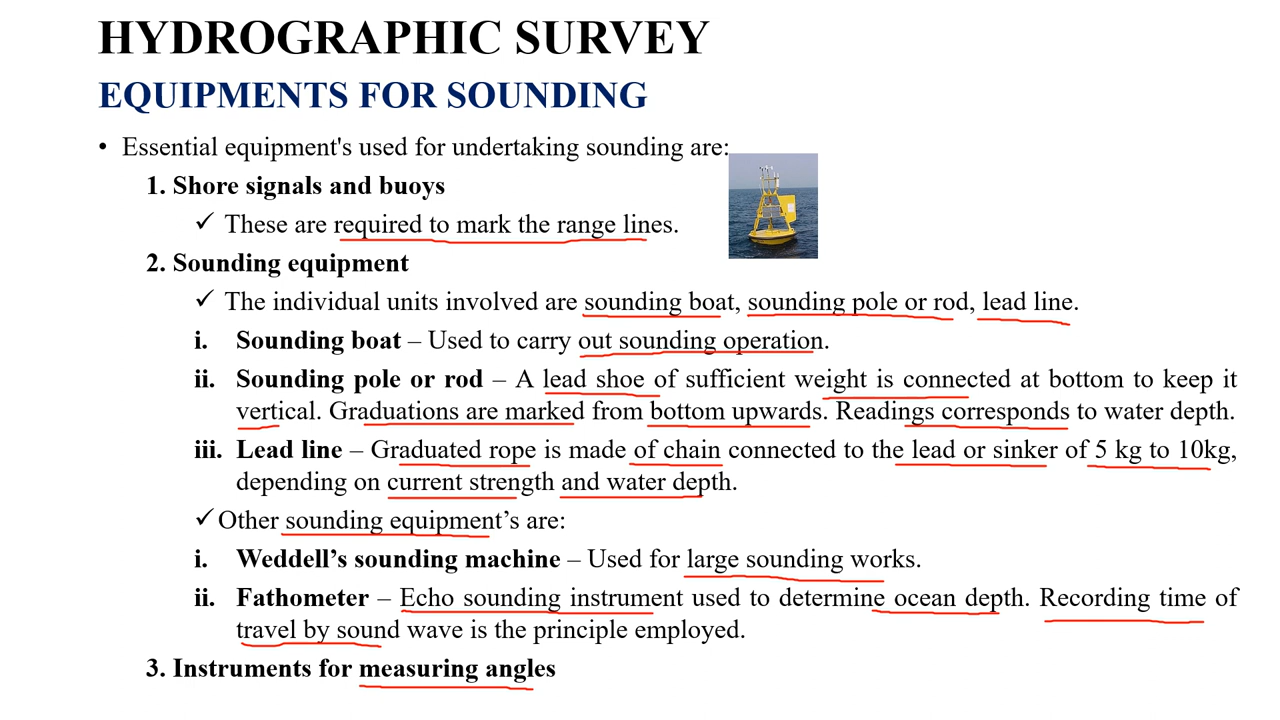 HYDROGRAPHIC SURVEY
EQUIPMENTS FOR SOUNDING
• Essential equipment's used for undertaking sounding are:
1. Shore signals and buoys
✓ These are required to mark the range lines.
2. Sounding equipment
✓ The individual units involved are sounding boat, sounding pole or rod, lead line.
i. Sounding boat – Used to carry out sounding operation.
ii. Sounding pole or rod – A lead shoe of sufficient weight is connected at bottom to keep it
vertical. Graduations are marked from bottom upwards. Readings corresponds to water depth.
iii. Lead line – Graduated rope is made of chain connected to the lead or sinker of 5 kg to 10kg,
depending on current strength and water depth.
✓ Other sounding equipment’s are:
i. Weddell’s sounding machine – Used for large sounding works.
ii. Fathometer – Echo sounding instrument used to determine ocean depth. Recording time of
travel by sound wave is the principle employed.
3. Instruments for measuring angles